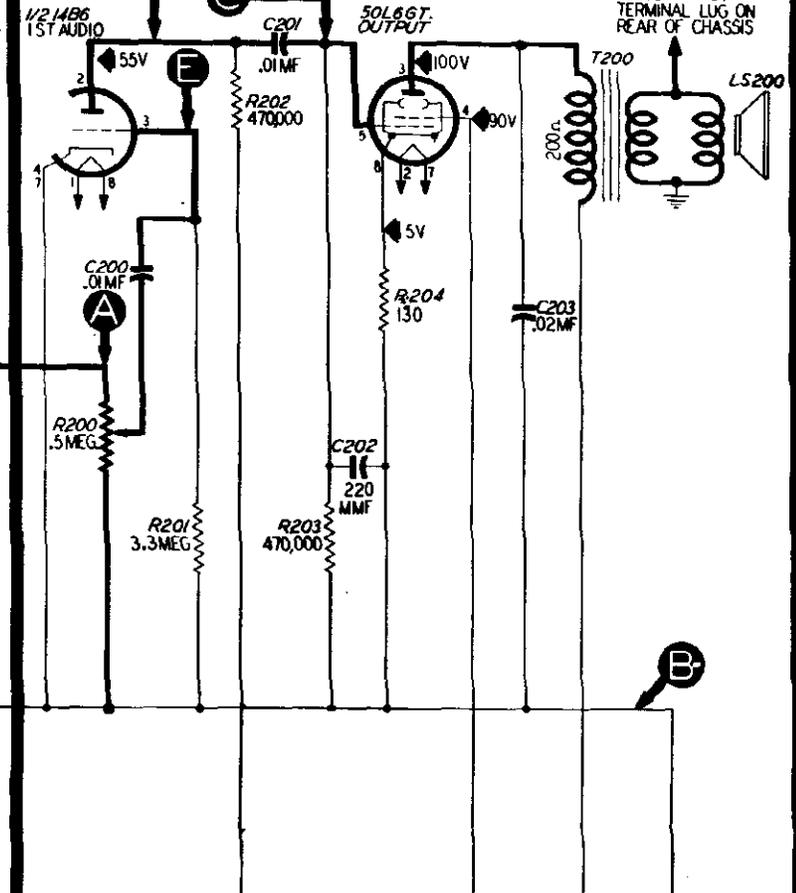 1/2 14B6
1ST AUDIO
C201
.01MF
50L6GT.
OUTPUT
TERMINAL LUG ON
REAR OF CHASSIS
55V
E
100V
T200
LS200
2
3
R202
470,000
3
4
90V
5
200Ω
4
7
1
8
8
2
7
5V
C200
.01MF
A
R204
130
C203
.02MF
R200
.5MEG
C202
220
MMF
R201
3.3MEG
R203
470,000
B-